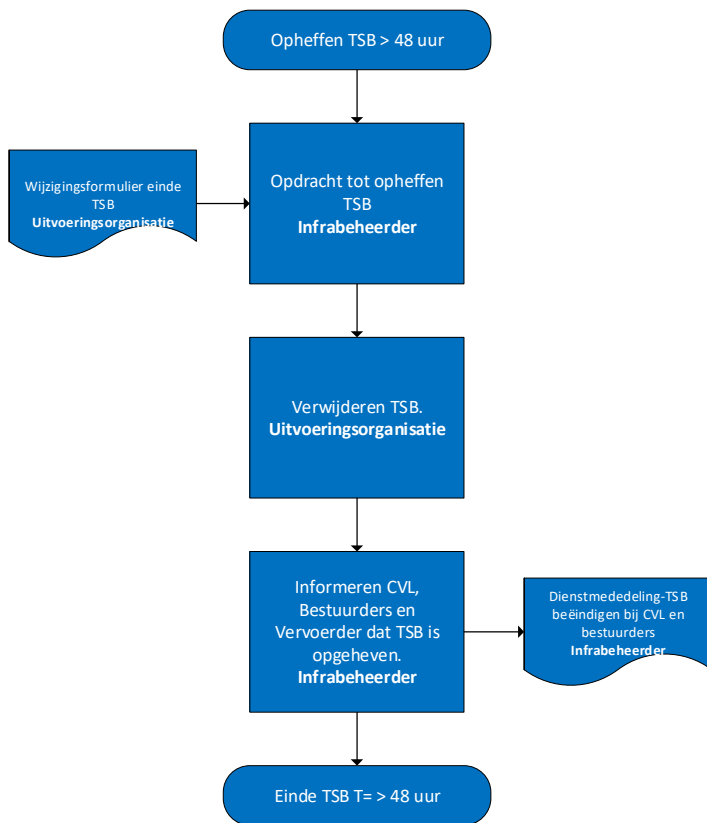 Opheffen TSB > 48 uur
Wijzigingsformulier einde
TSB
Uitvoeringsorganisatie
Opdracht tot opheffen
TSB
Infrabeheerder
Verwijderen TSB.
Uitvoeringsorganisatie
Informeren CVL,
Bestuurders en
Vervoerder dat TSB is
opgeheven.
Infrabeheerder
Dienstmededeling-TSB
beëindigen bij CVL en
bestuurders
Infrabeheerder
Einde TSB T= > 48 uur